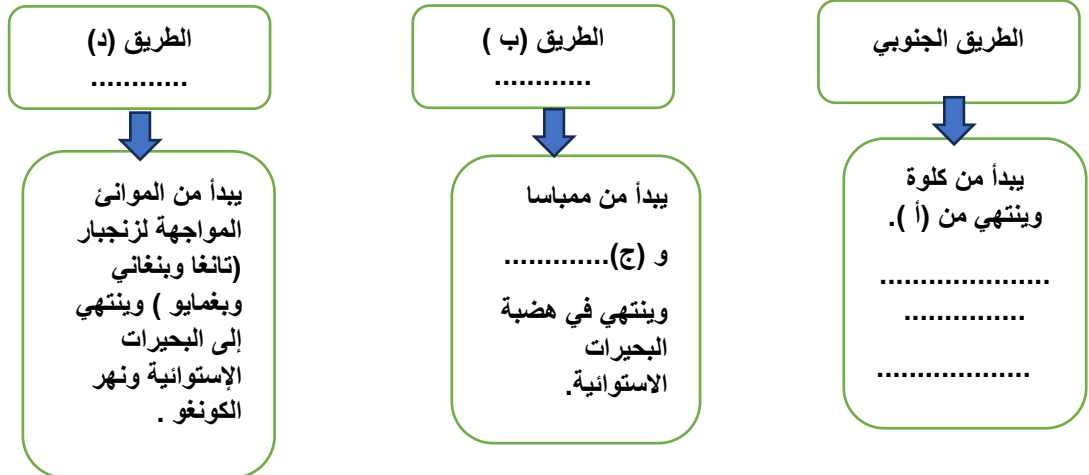 الطريق الجنوبي
يبدأ من كلوة
وينتهي من (أ ).
.....................
...............
...................
الطريق (ب )
............
يبدأ من ممباسا
و (ج).............
وينتهي في هضبة
البحيرات
الاستوائية.
الطريق (د)
............
يبدأ من الموانئ
المواجهة لزنجبار
(تانغا وبنغاني
وبغمايو ) وينتهي
إلى البحيرات
الإستوائية ونهر
الكونغو .